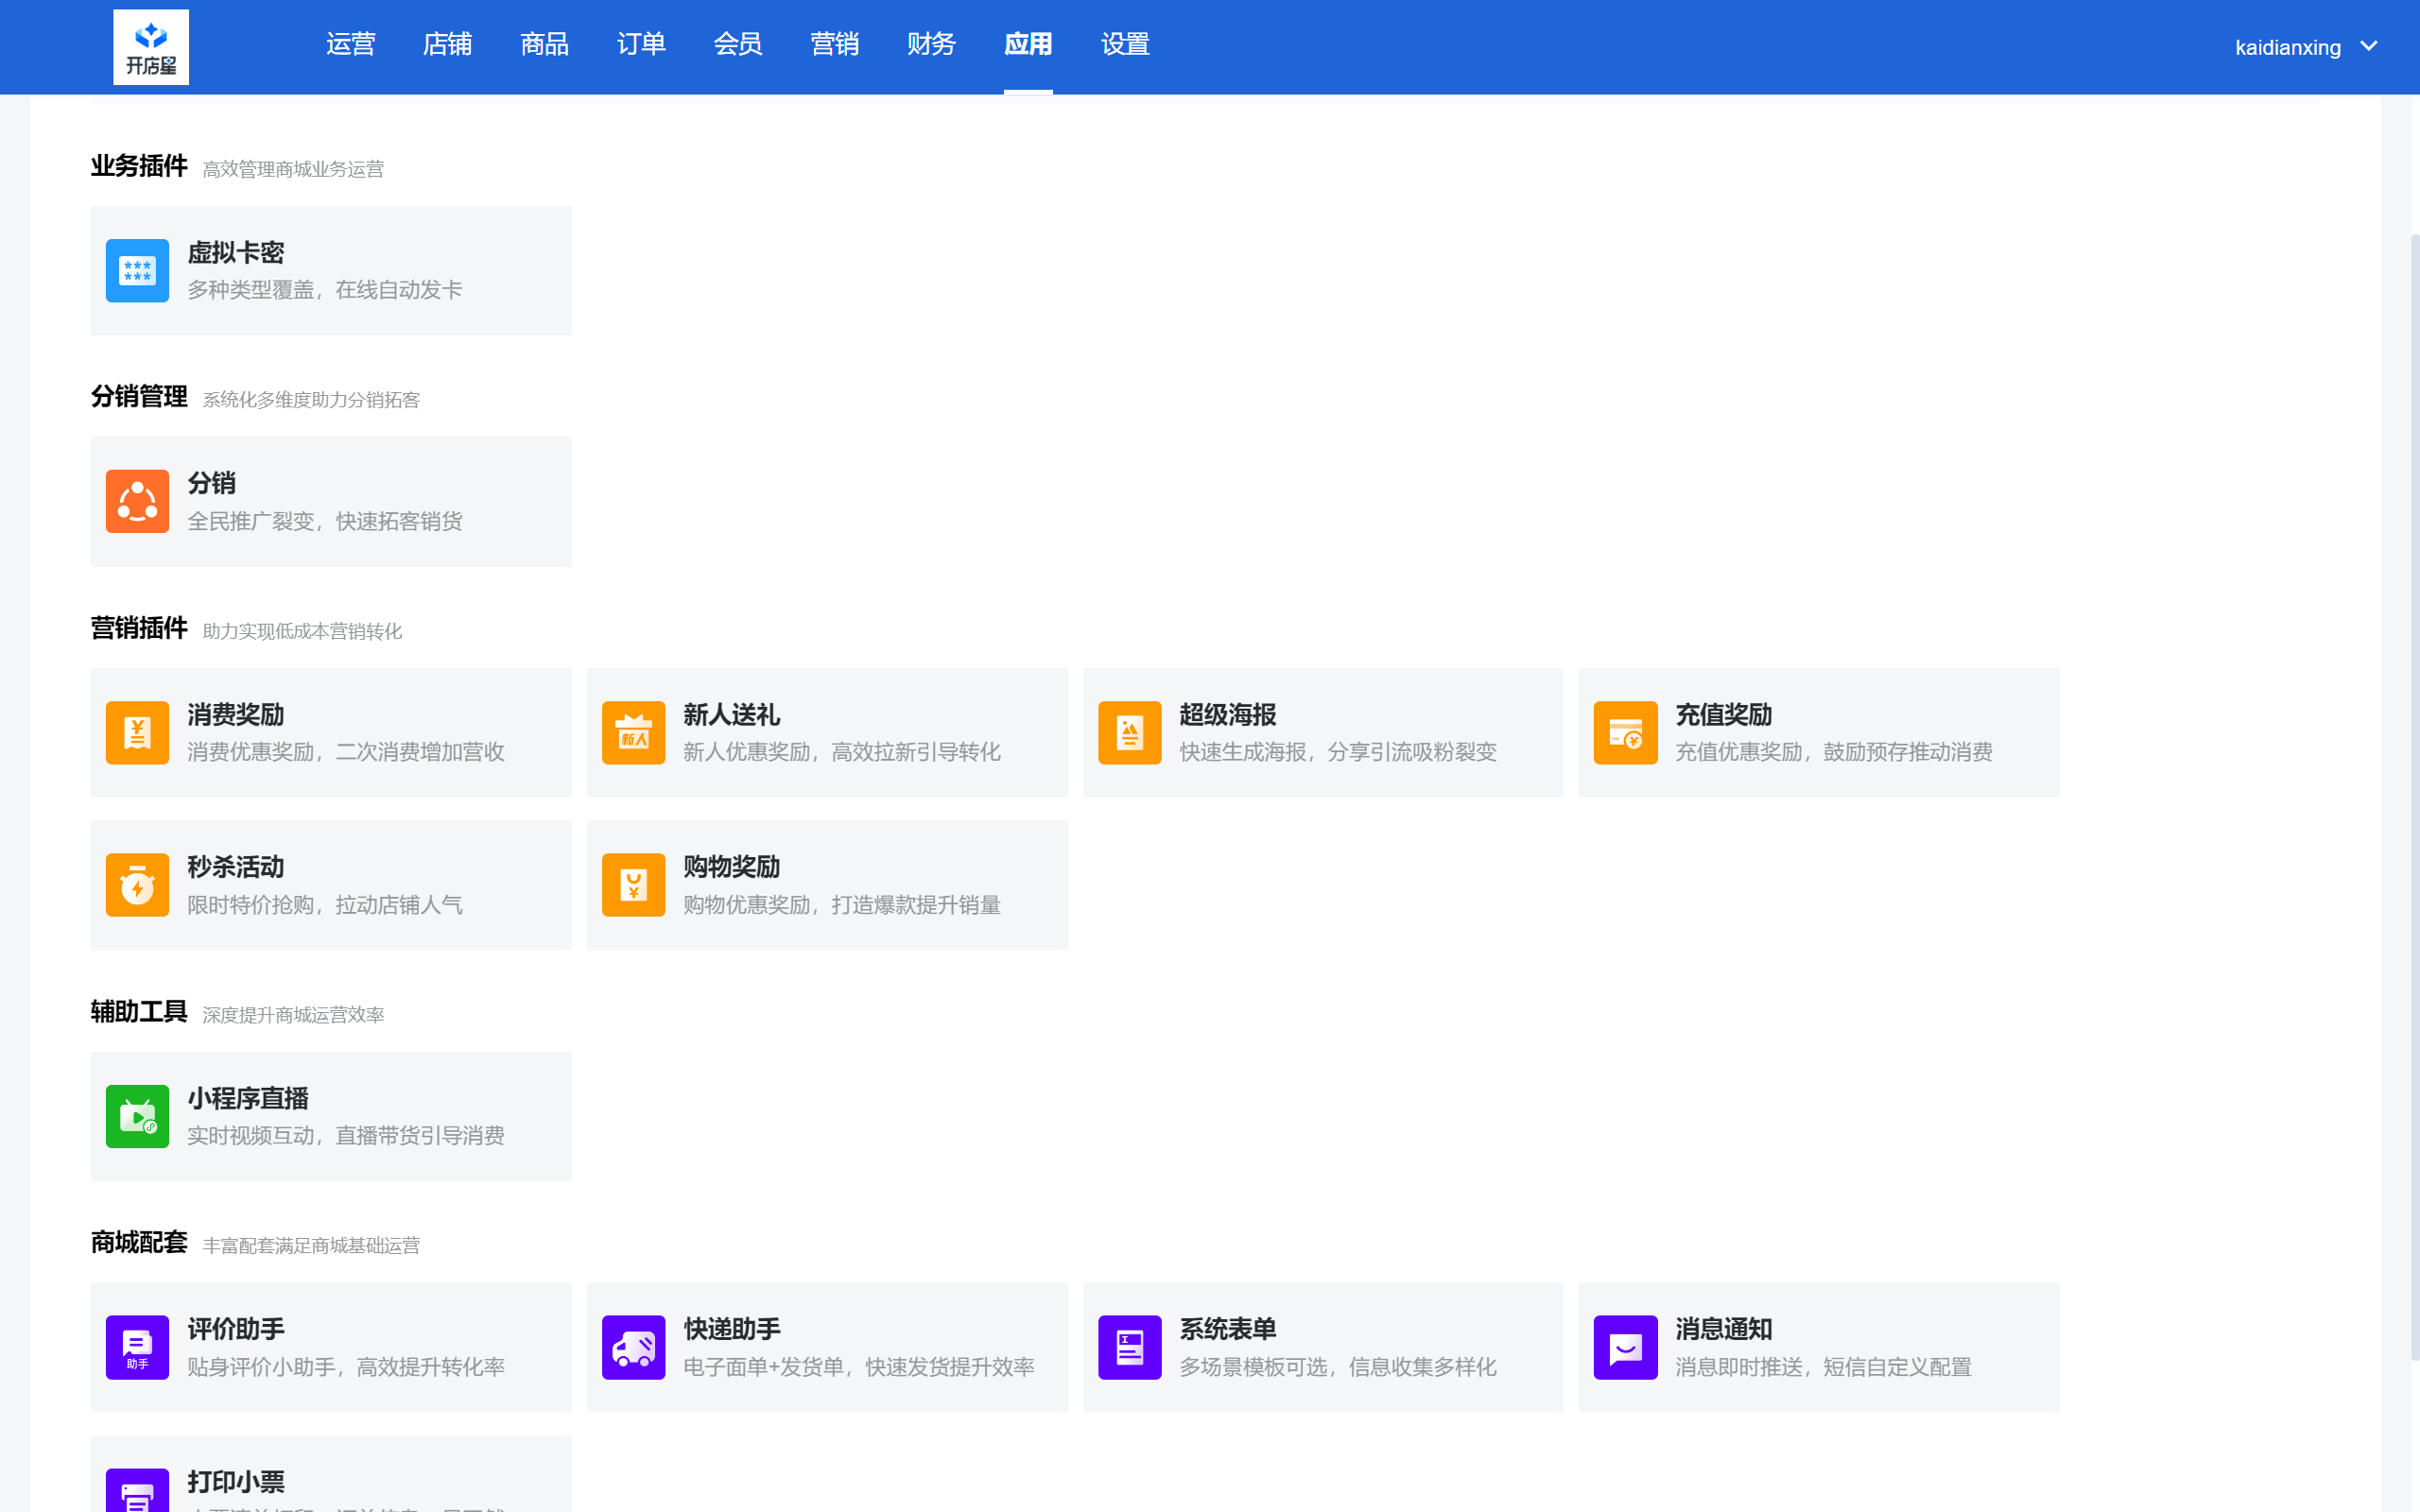 开店星
运营 店铺 商品 订单 会员 营销 财务 应用 设置
kaidianxing
业务插件 高效管理商城业务运营
虚拟卡密
多种类型覆盖，在线自动发卡
分销管理 系统化多维度助力分销拓客
分销
全民推广裂变，快速拓客销货
营销插件 助力实现低成本营销转化
消费奖励
消费优惠奖励，二次消费增加营收
新人
新人送礼
新人优惠奖励，高效拉新引导转化
超级海报
快速生成海报，分享引流吸粉裂变
充值奖励
充值优惠奖励，鼓励预存推动消费
秒杀活动
限时特价抢购，拉动店铺人气
购物奖励
购物优惠奖励，打造爆款提升销量
辅助工具 深度提升商城运营效率
小程序直播
实时视频互动，直播带货引导消费
商城配套 丰富配套满足商城基础运营
助手
评价助手
贴身评价小助手，高效提升转化率
快递助手
电子面单+发货单，快速发货提升效率
系统表单
多场景模板可选，信息收集多样化
消息通知
消息即时推送，短信自定义配置
打印小票